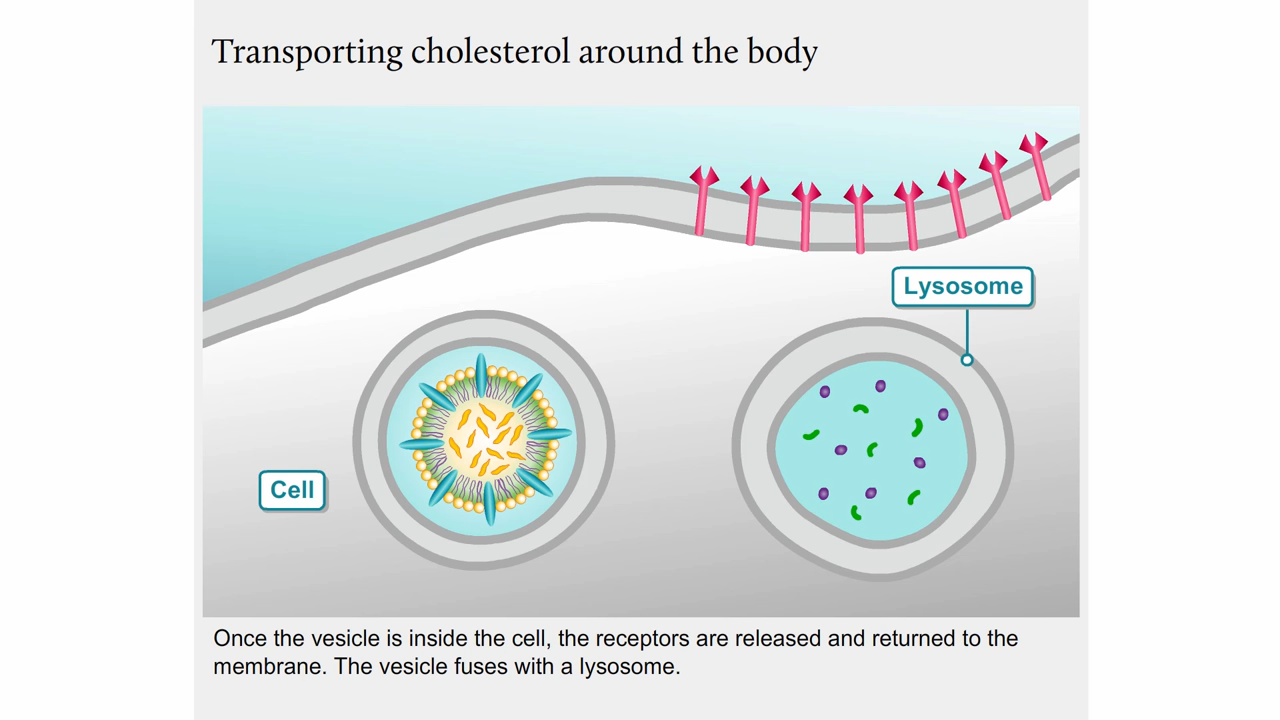 Transporting cholesterol around the body
Lysosome
Cell
Once the vesicle is inside the cell, the receptors are released and returned to the
membrane. The vesicle fuses with a lysosome.